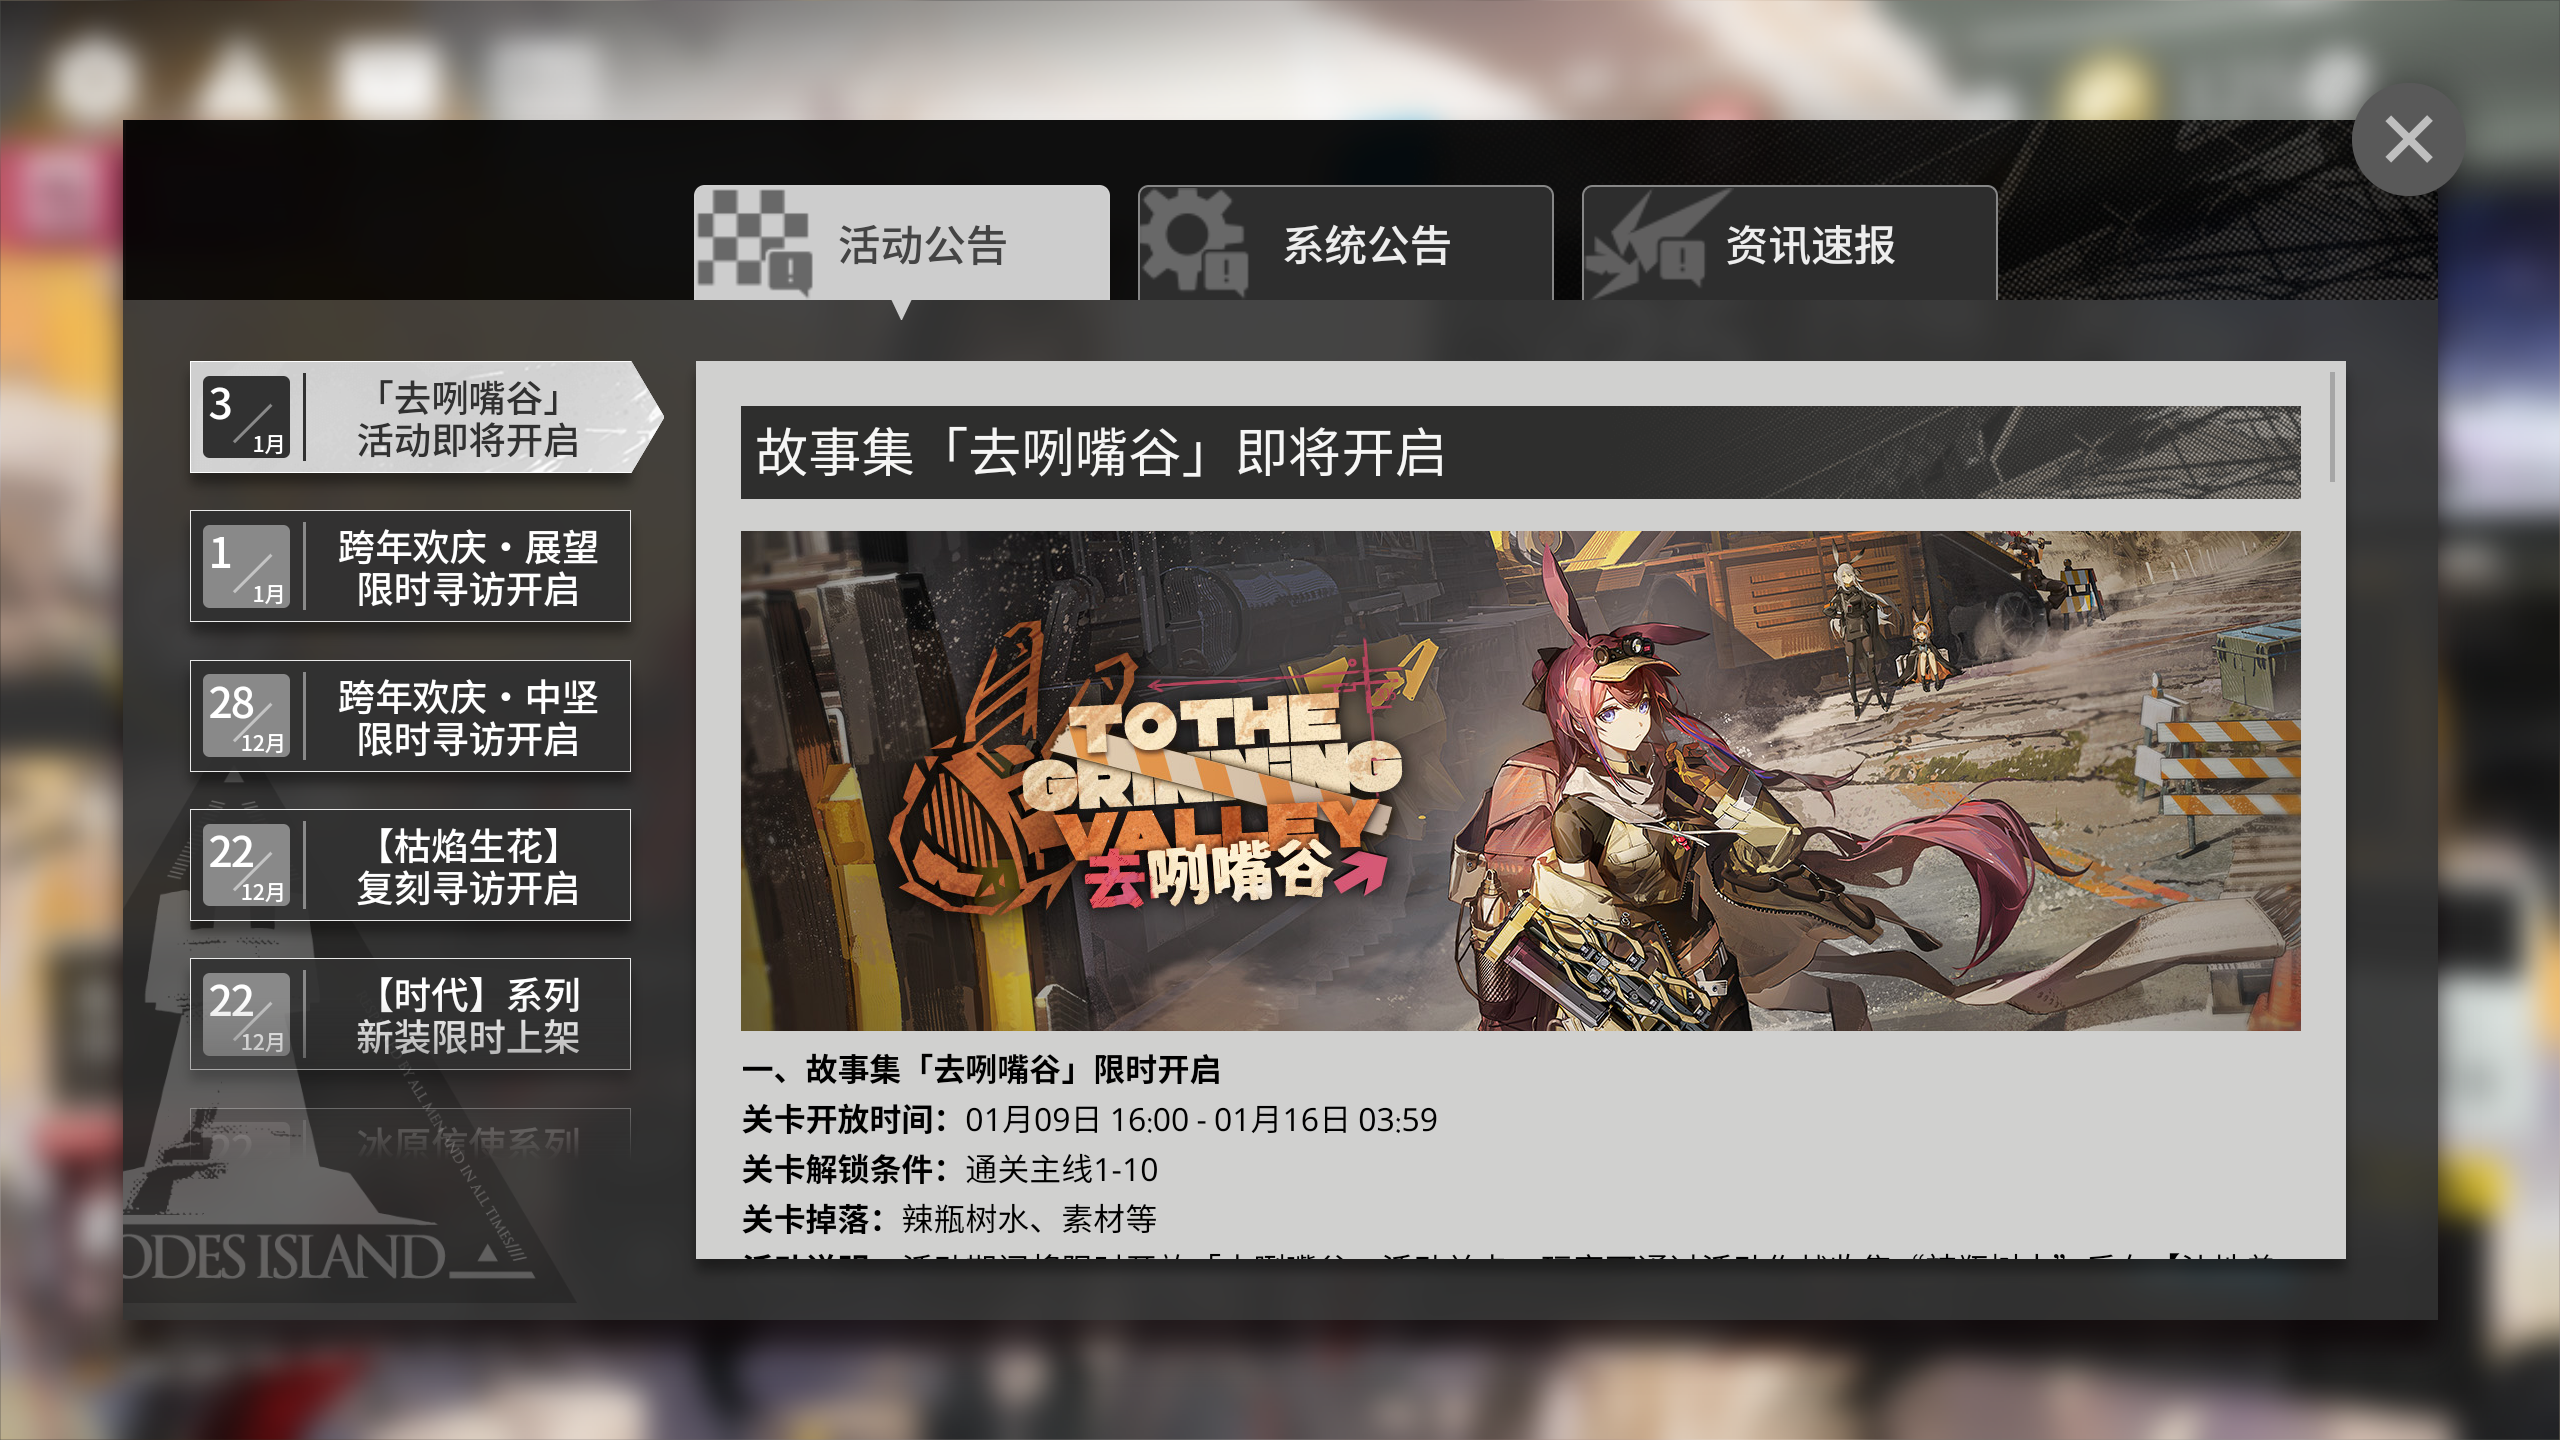 活动公告
系统公告
资讯速报
3
1月
「去咧嘴谷」
活动即将开启
1
1月
跨年欢庆·展望
限时寻访开启
28
12月
跨年欢庆·中坚
限时寻访开启
22
12月
【枯焰生花】
复刻寻访开启
22
12月
【时代】系列
新装限时上架
22
冰原信使系列
ODES ISLAND
故事集「去咧嘴谷」即将开启
TO THE
GRINNING
VALLEY
去咧嘴谷
一、故事集「去咧嘴谷」限时开启
关卡开放时间：01月09日 16:00 - 01月16日 03:59
关卡解锁条件：通关主线1-10
关卡掉落：辣瓶树水、素材等